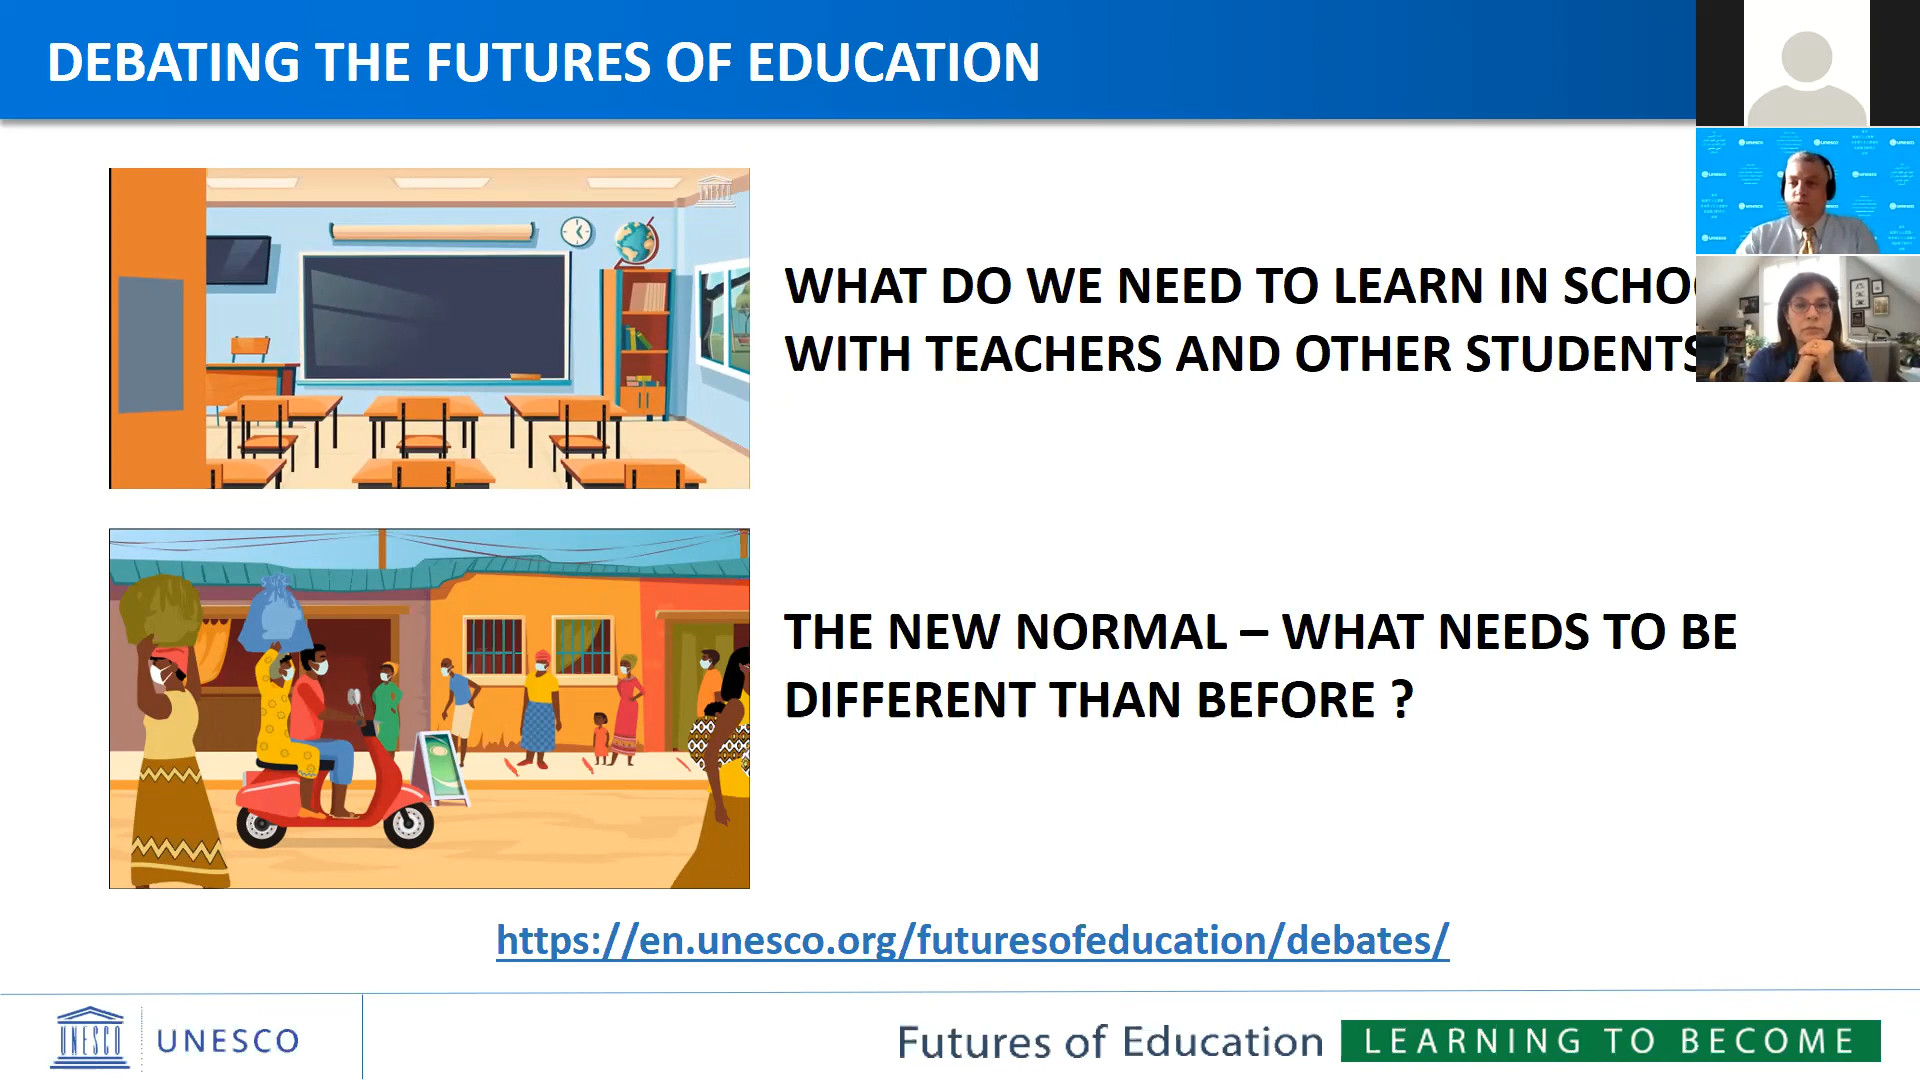 DEBATING THE FUTURES OF EDUCATION
WHAT DO WE NEED TO LEARN IN SCHO
WITH TEACHERS AND OTHER STUDENTS
THE NEW NORMAL – WHAT NEEDS TO BE
DIFFERENT THAN BEFORE ?
https://en.unesco.org/futuresofeducation/debates/
UNESCO
UNESCO
Futures of Education LEARNING TO BECOME